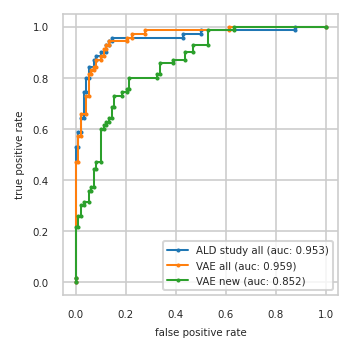 1.0
0.8
0.6
0.4
0.2
0.0
true positive rate
ALD study all (auc: 0.953)
VAE all (auc: 0.959)
VAE new (auc: 0.852)
0.0 0.2 0.4 0.6 0.8 1.0
false positive rate